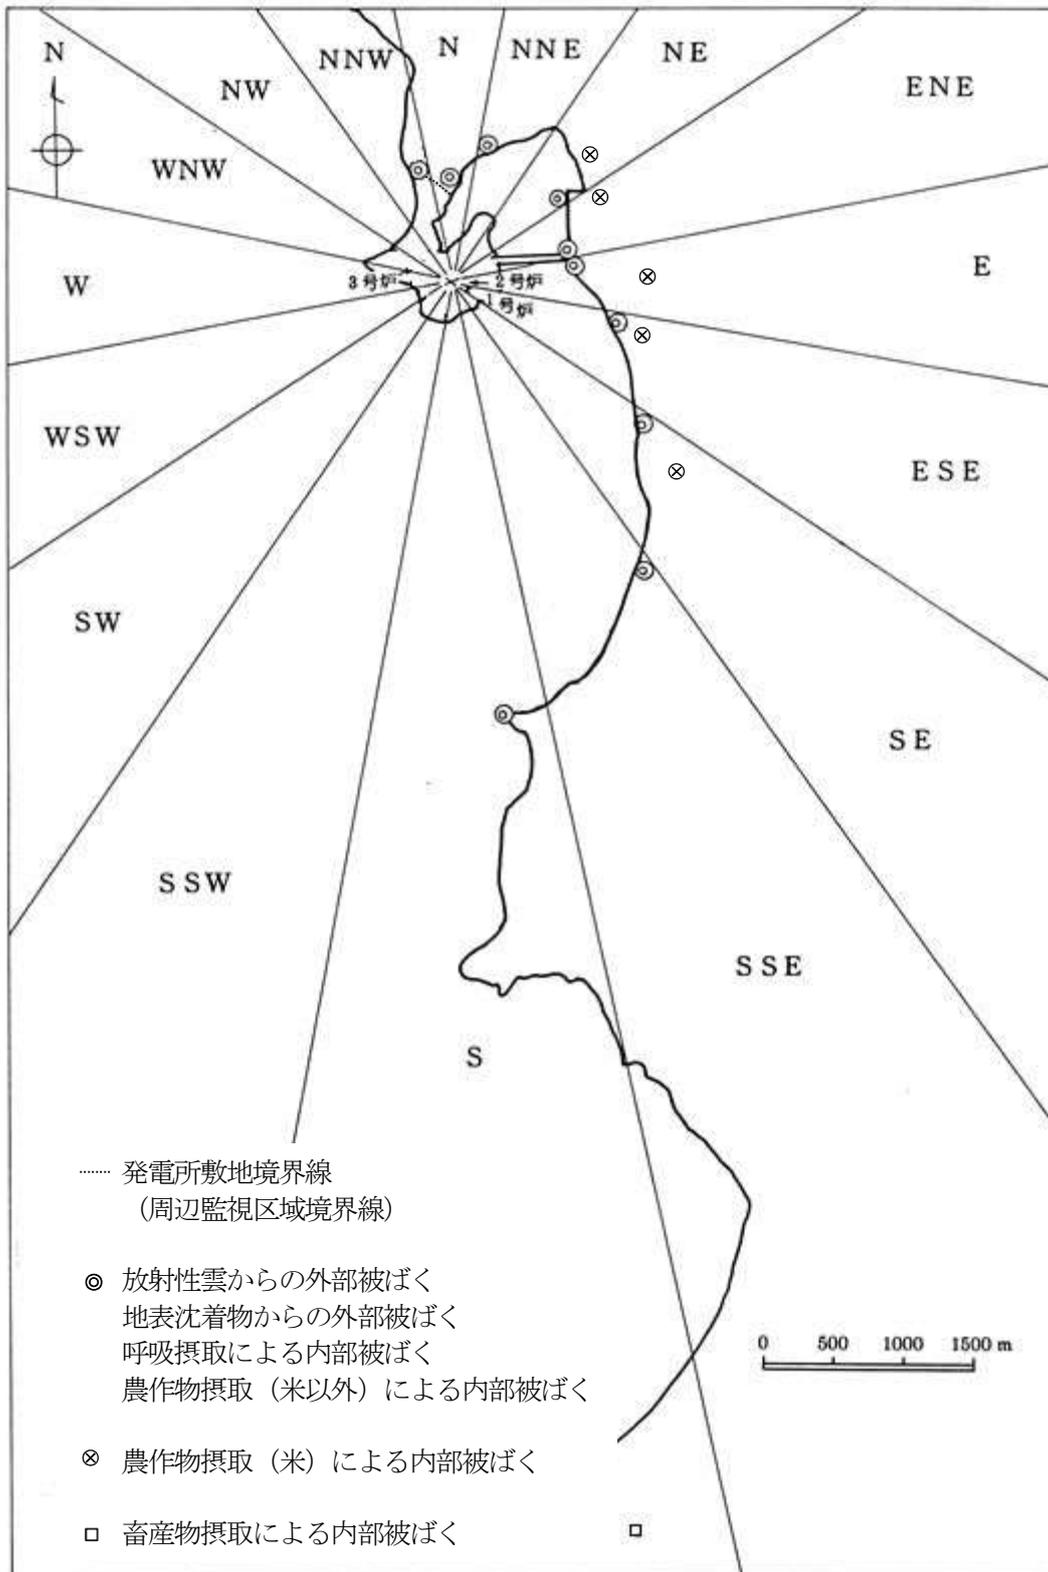 N
NNW
N
NNE
NE
NW
ENE
WNW
E
W
3号炉
2号炉
1号炉
WSW
ESE
SW
SE
SSW
SSE
S
発電所敷地境界線
(周辺監視区域境界線)
放射性雲からの外部被ばく
地表沈着物からの外部被ばく
呼吸摂取による内部被ばく
0 500 1000 1500 m
農作物摂取(米以外)による内部被ばく
農作物摂取(米)による内部被ばく
畜産物摂取による内部被ばく